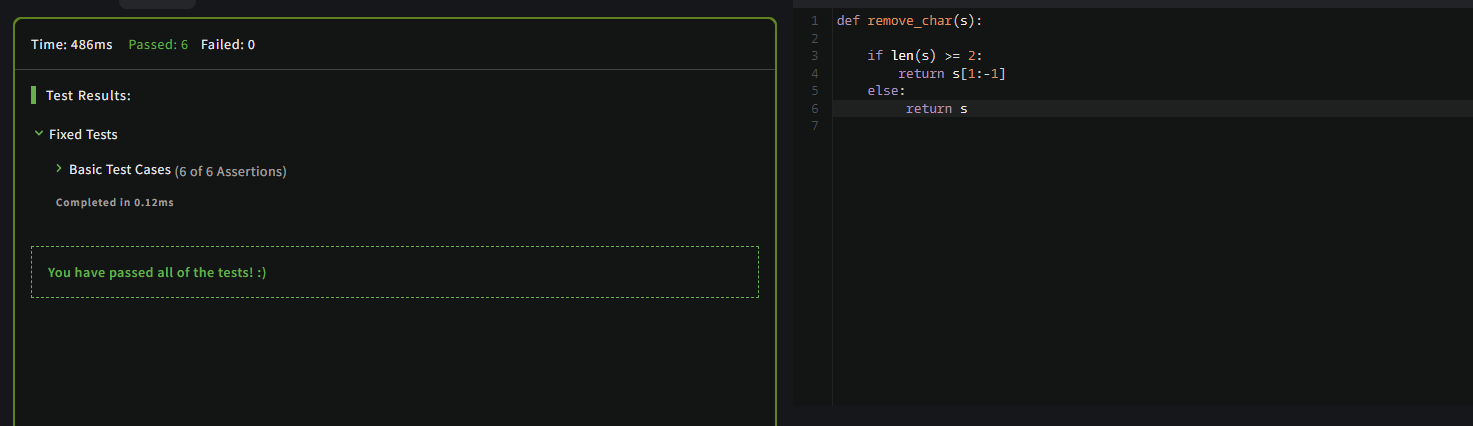 Time: 486ms Passed: 6 Failed: 0
Test Results:
Fixed Tests
Basic Test Cases (6 of 6 Assertions)
Completed in 0.12ms
You have passed all of the tests! :)
1 def remove_char(s):
2
3     if len(s) >= 2:
4         return s[1:-1]
5     else:
6          return s
7